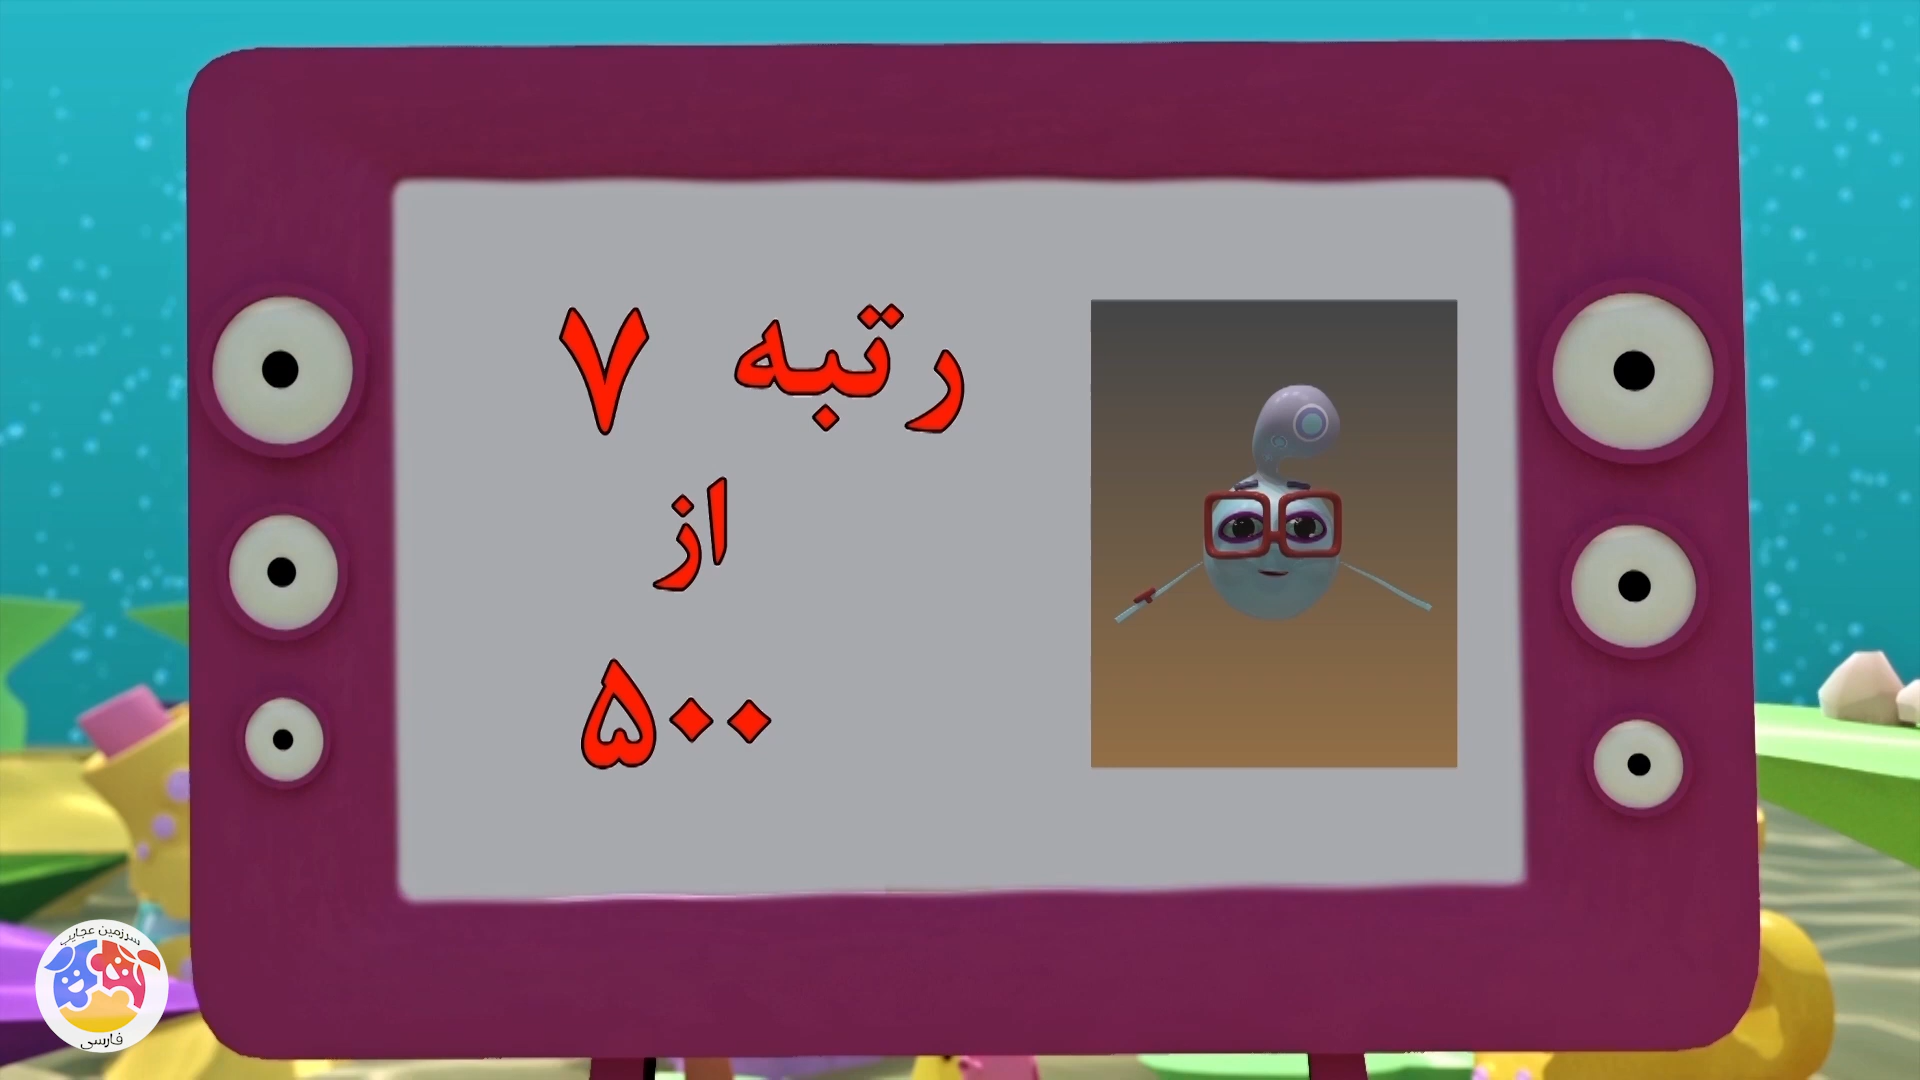 رتبه ۷
از
۵۰۰
سرزمین عجایب
فارسی